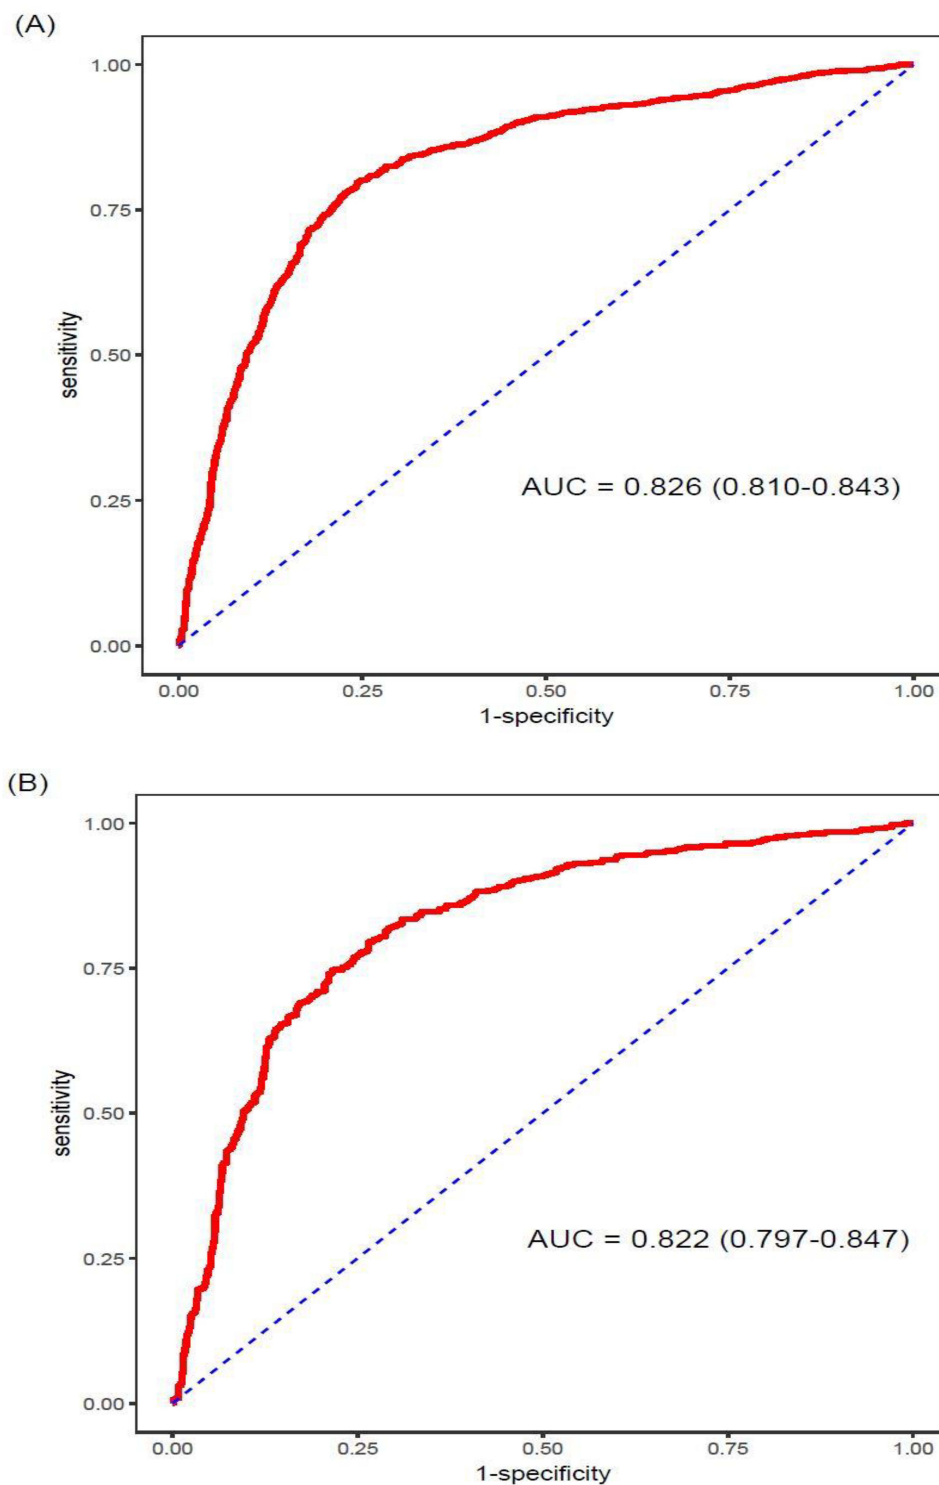 (A)
1.00
0.75
0.50
0.25
0.00
sensitivity
AUC = 0.826 (0.810-0.843)
0.00 0.25 0.50 0.75 1.00
1-specificity
(B)
1.00
0.75
0.50
0.25
0.00
sensitivity
AUC = 0.822 (0.797-0.847)
0.00 0.25 0.50 0.75 1.00
1-specificity